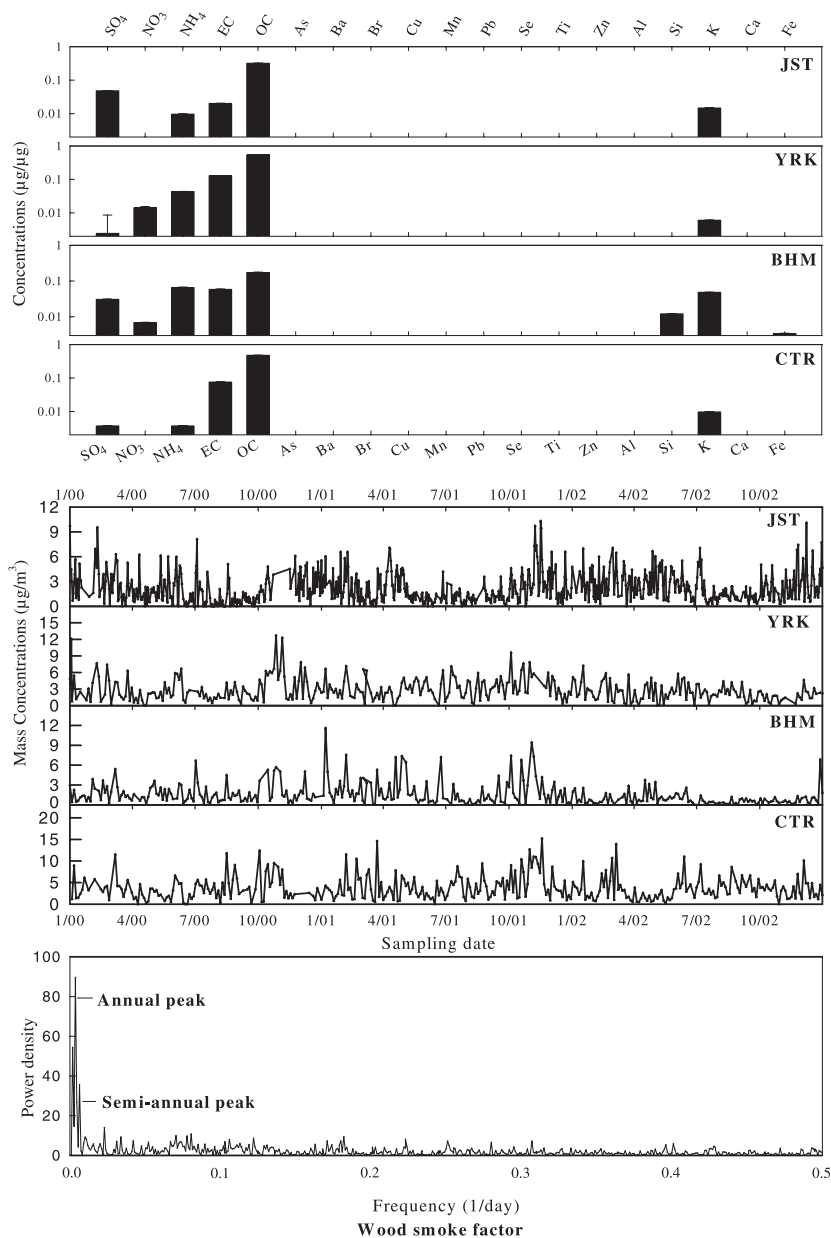 SO₄ NO₃ NH₄ EC OC As Ba Br Cu Mn Pb Se Ti Zn Al Si K Ca Fe
Concentrations (µg/µg)
1
JST
0.1
0.01
1
YRK
0.1
0.01
1
BHM
0.1
0.01
1
CTR
0.1
0.01
SO₄ NO₃ NH₄ EC OC As Ba Br Cu Mn Pb Se Ti Zn Al Si K Ca Fe
1/00 4/00 7/00 10/00 1/01 4/01 7/01 10/01 1/02 4/02 7/02 10/02
Mass Concentrations (µg/m³)
12
JST
9
6
3
0
15
YRK
12
9
6
3
0
12
BHM
9
6
3
0
20
CTR
15
10
5
0
1/00 4/00 7/00 10/00 1/01 4/01 7/01 10/01 1/02 4/02 7/02 10/02
Sampling date
100
80
60
40
20
0
Power density
Annual peak
Semi-annual peak
0.0 0.1 0.2 0.3 0.4 0.5
Frequency (1/day)
Wood smoke factor